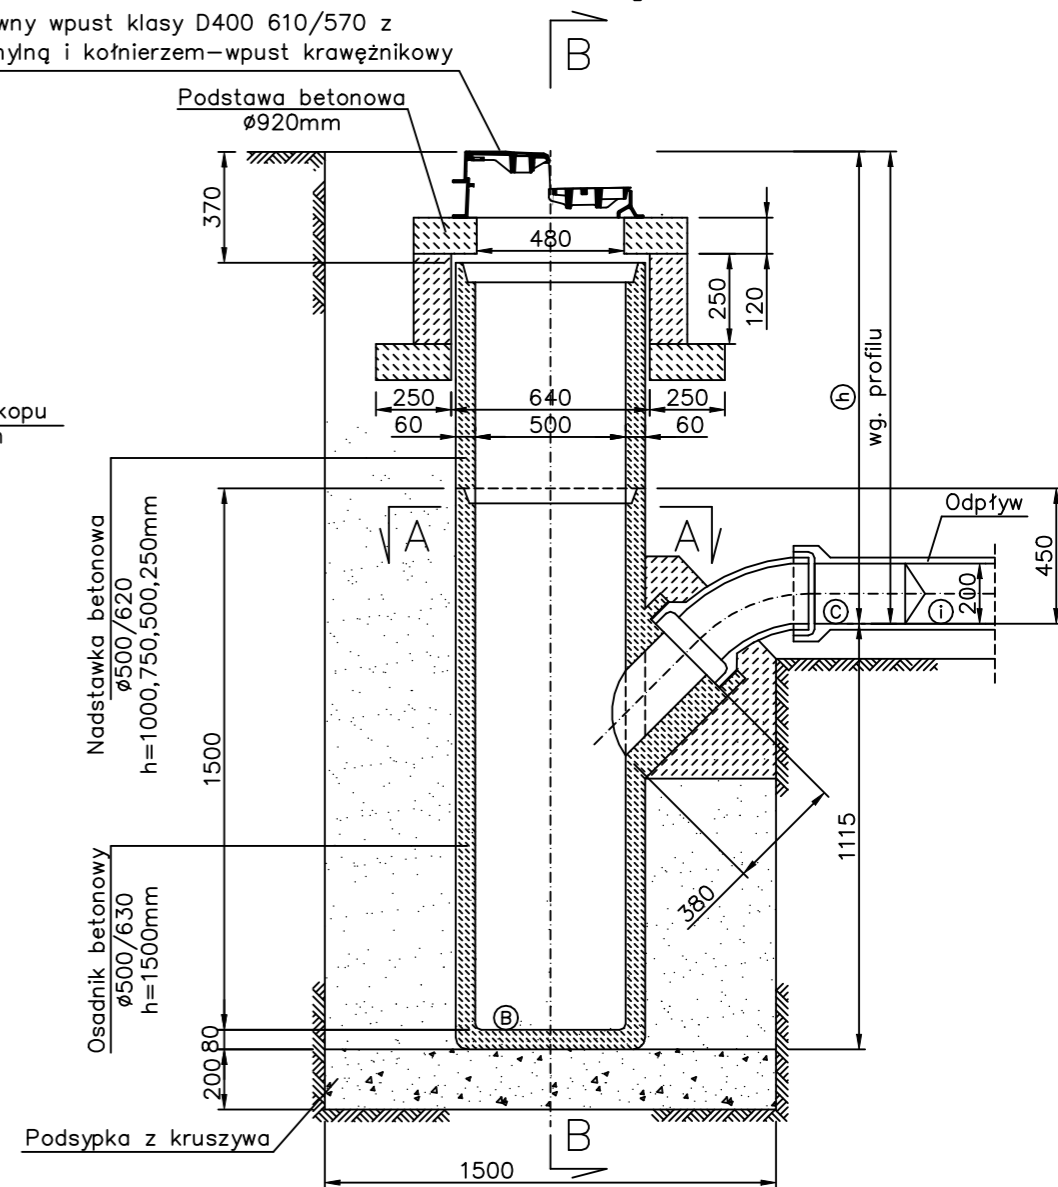 wny wpust klasy D400 610/570 z
hylną i kołnierzem–wpust krawężnikowy
B
Podstawa betonowa
ø920mm
370
480
250
120
h
wg. profilu
250 640 250
60 500 60
kopu
Nadstawka betonowa
ø500/620
h=1000,750,500,250mm
A A
Odpływ
450
C i 200
1500
1115
380
Osadnik betonowy
ø500/630
h=1500mm
B
80
200
Podsypka z kruszywa
B
1500